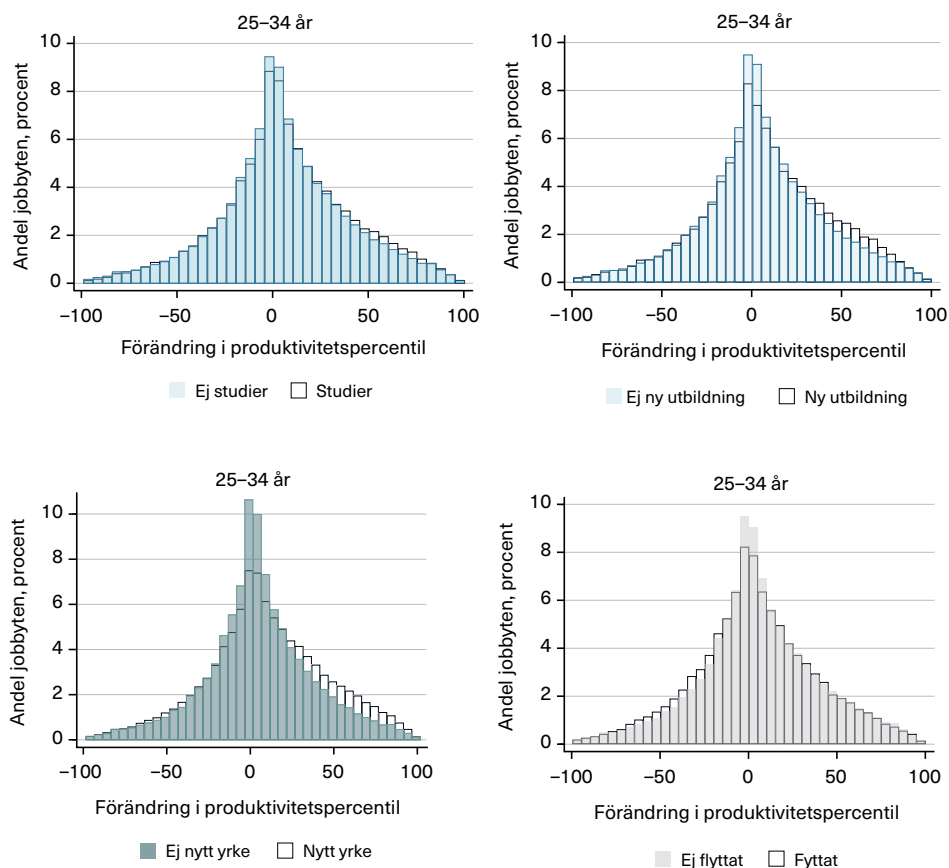 25–34 år
Andel jobbyten, procent
10
8
6
4
2
0
−100
−50
0
50
100
Förändring i produktivitetspercentil
Ej studier
Studier
25–34 år
Andel jobbyten, procent
10
8
6
4
2
0
−100
−50
0
50
100
Förändring i produktivitetspercentil
Ej ny utbildning
Ny utbildning
25–34 år
Andel jobbyten, procent
10
8
6
4
2
0
−100
−50
0
50
100
Förändring i produktivitetspercentil
Ej nytt yrke
Nytt yrke
25–34 år
Andel jobbyten, procent
10
8
6
4
2
0
−100
−50
0
50
100
Förändring i produktivitetspercentil
Ej flyttat
Fyttat